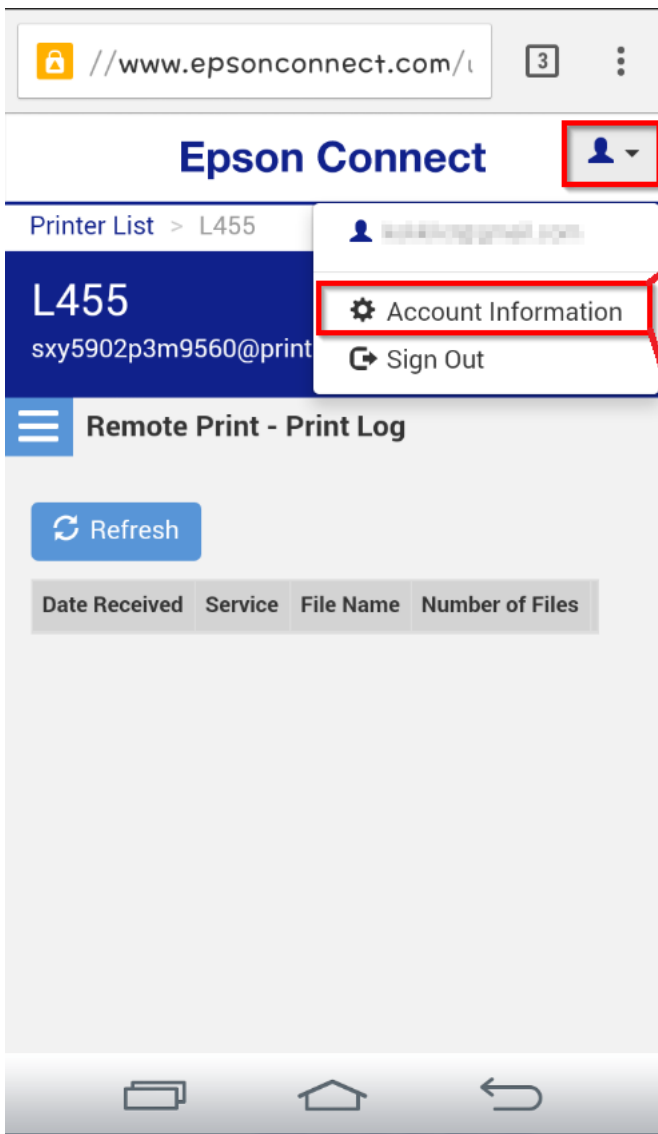 //www.epsonconnect.com/
3
Epson Connect
Printer List > L455
L455
sxy5902p3m9560@print
Account Information
Sign Out
Remote Print - Print Log
Refresh
Date Received Service File Name Number of Files